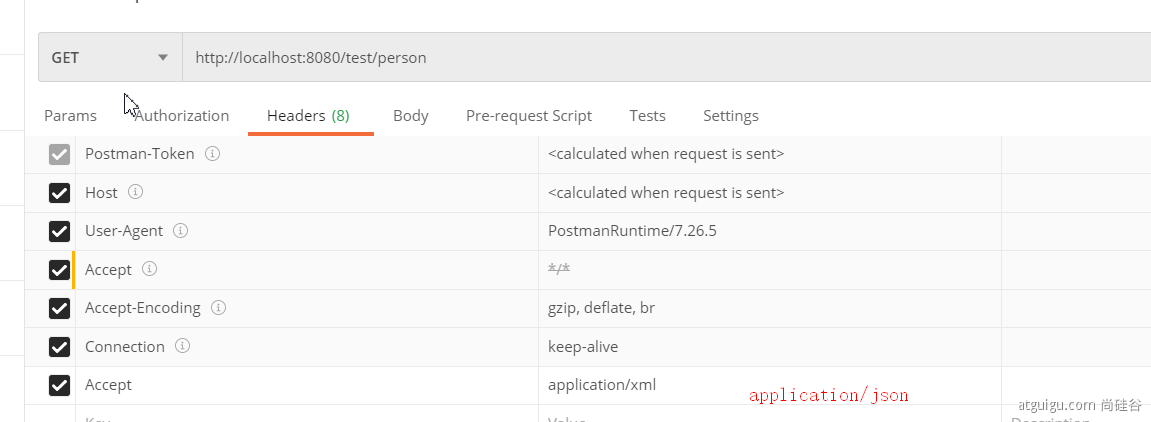 GET http://localhost:8080/test/person
Params Authorization Headers (8) Body Pre-request Script Tests Settings
Postman-Token <calculated when request is sent>
Host <calculated when request is sent>
User-Agent PostmanRuntime/7.26.5
Accept */*
Accept-Encoding gzip, deflate, br
Connection keep-alive
Accept application/xml
application/json
atguigu.com 尚硅谷
Key Value Description